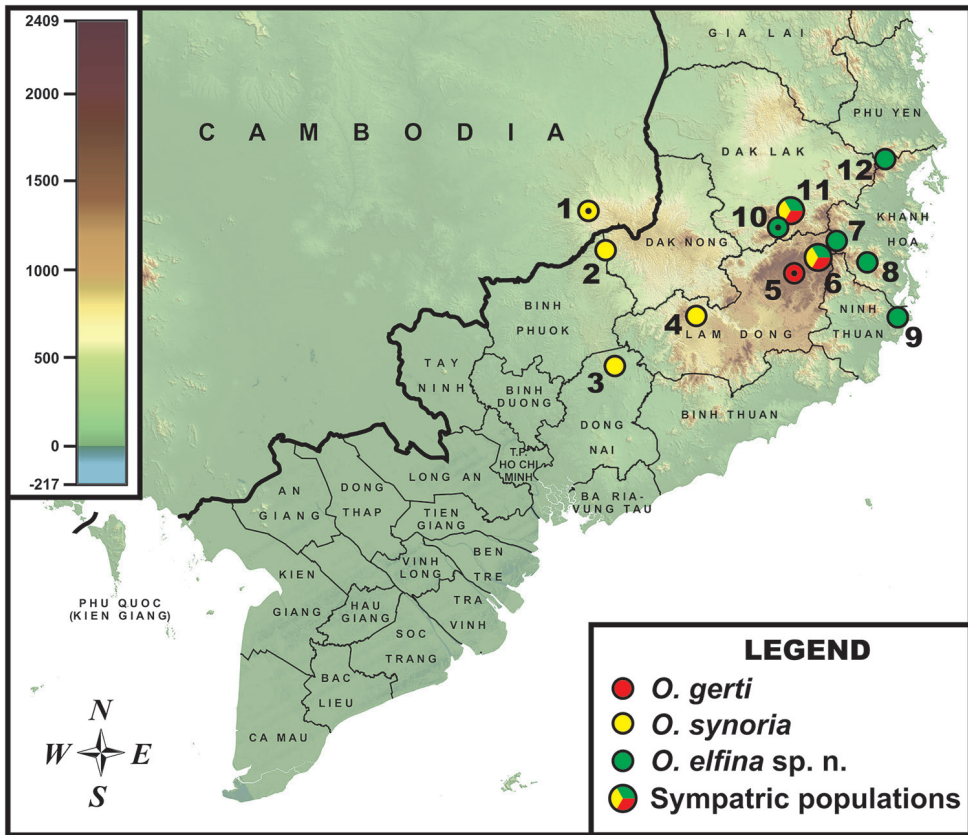 2409
2000
1500
1000
500
0
-217
GIA LAI
PHU YEN
CAMBODIA
DAK LAK
12
11
1
10
KHANH
HOA
7
DAK NONG
2
8
5
6
BINH
PHUOK
4
LAM DONG
NINH
THUAN
9
TAY
NINH
3
BINH
DUONG
BINH THUAN
DONG
NAI
T.P.
HO CHI
MINH
LONG AN
BA RIA-
VUNG TAU
AN
GIANG
DONG
THAP
TIEN
GIANG
BEN
TRE
VINH
LONG
KIEN
GIANG
TRA
VINH
HAU
GIANG
PHU QUOC
(KIEN GIANG)
SOC
TRANG
BAC
LIEU
CA MAU
N
W E
S
LEGEND
O. gerti
O. synoria
O. elfina sp. n.
Sympatric populations